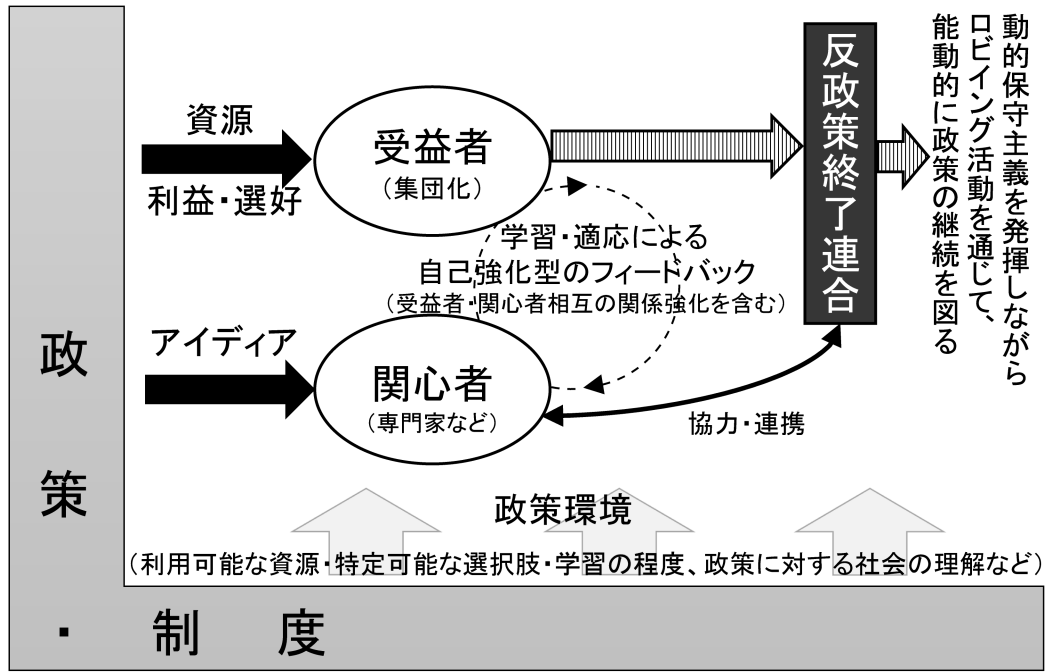 政策・制度
資源
利益・選好
受益者
（集団化）
反政策終了連合
動的保守主義を発揮しながら
ロビイング活動を通じて、
能動的に政策の継続を図る
学習・適応による
自己強化型のフィードバック
（受益者・関心者相互の関係強化を含む）
アイディア
関心者
（専門家など）
協力・連携
政策環境
（利用可能な資源・特定可能な選択肢・学習の程度、政策に対する社会の理解など）